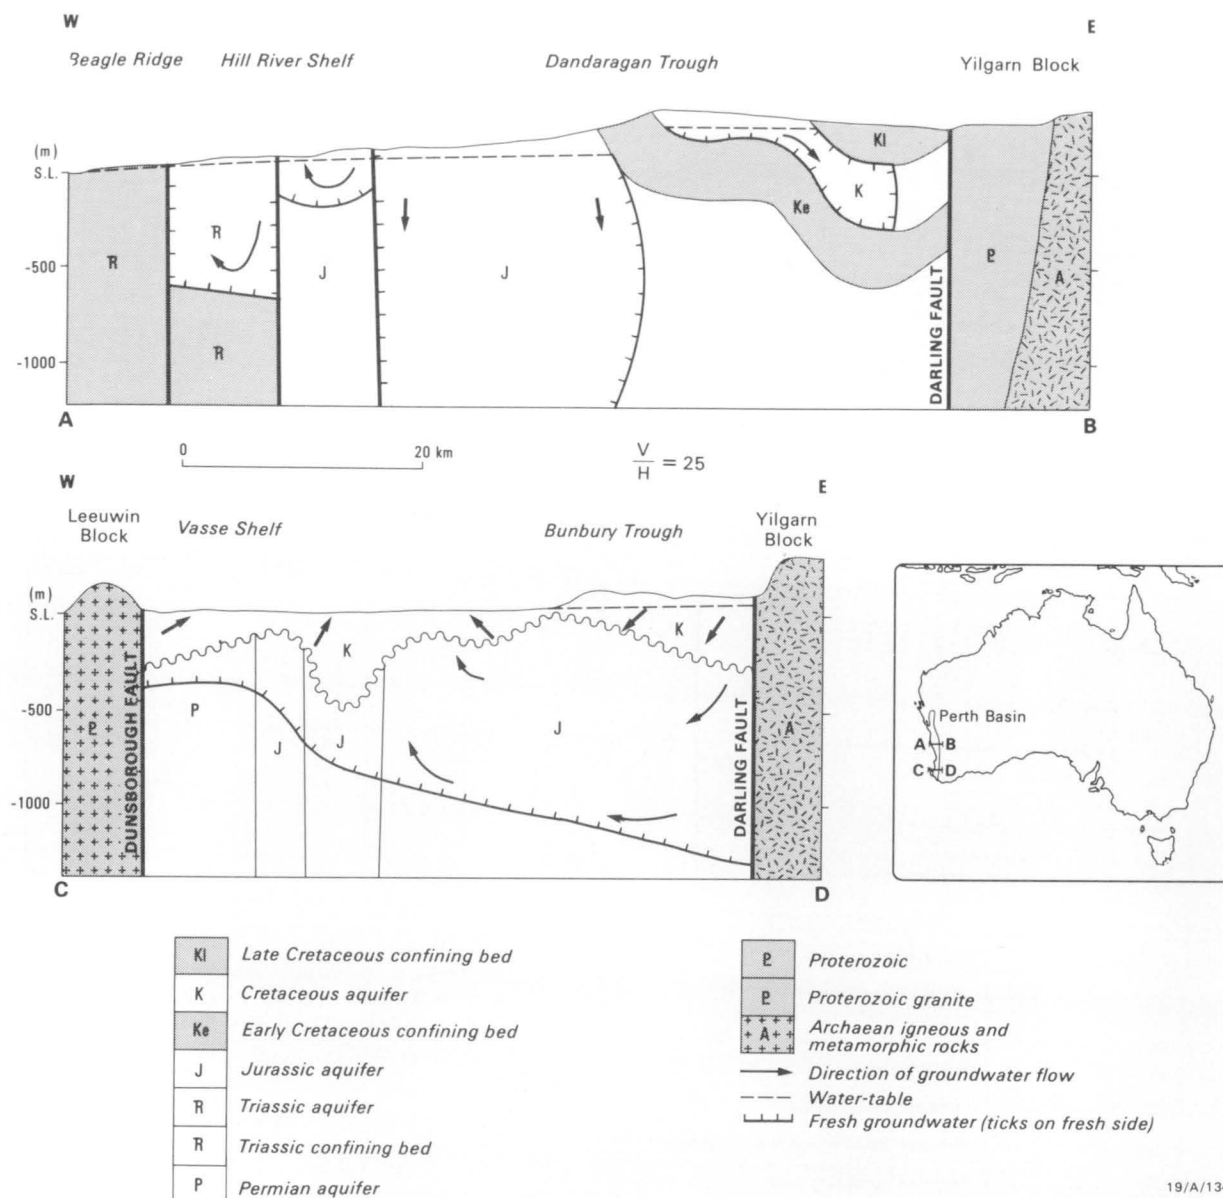 W
E
Beagle Ridge
Hill River Shelf
Dandaragan Trough
Yilgarn Block
(m)
S.L.
-500
-1000
Ꞧ
Ꞧ
Ꞧ
J
J
Ke
K
Kl
DARLING FAULT
P
A
A
B
0
20 km
V
H
= 25
W
E
Leeuwin
Block
Vasse Shelf
Bunbury Trough
Yilgarn
Block
(m)
S.L.
-500
-1000
P
DUNSBOROUGH FAULT
P
J
J
K
J
K
DARLING FAULT
A
C
D
Perth Basin
A
B
C
D
Kl Late Cretaceous confining bed
K Cretaceous aquifer
Ke Early Cretaceous confining bed
J Jurassic aquifer
Ꞧ Triassic aquifer
Ꞧ Triassic confining bed
P Permian aquifer
P Proterozoic
P Proterozoic granite
A Archaean igneous and
metamorphic rocks
Direction of groundwater flow
Water-table
Fresh groundwater (ticks on fresh side)